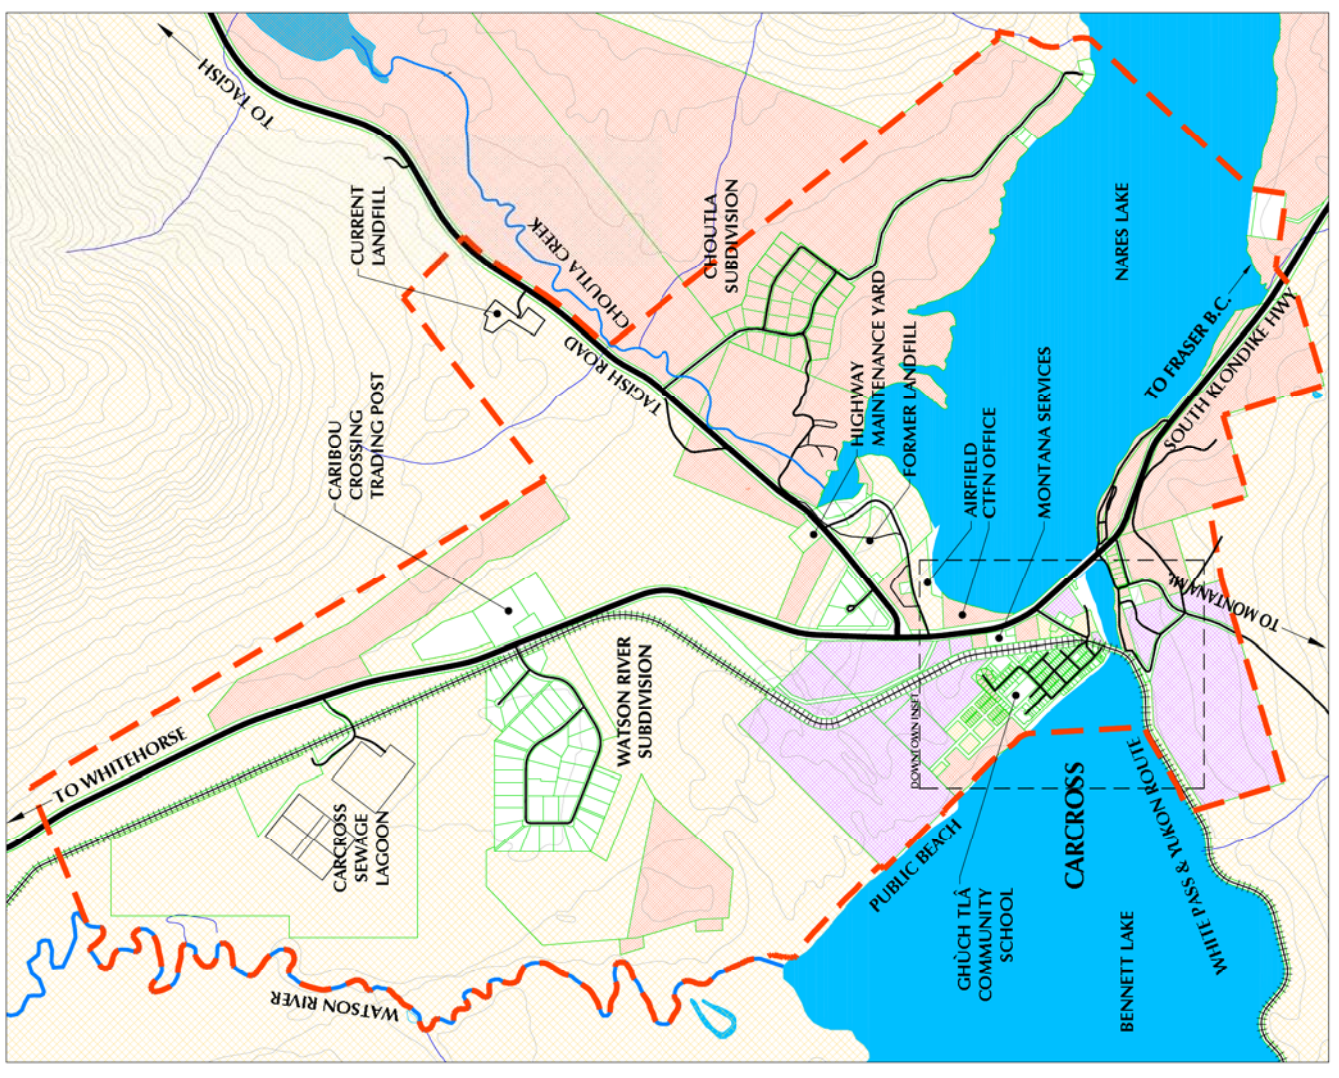 TO TAGISH
CURRENT
LANDFILL
CHOUTLA CREEK
CHOUTLA
SUBDIVISION
NARES LAKE
TAGISH ROAD
HIGHWAY
MAINTENANCE YARD
FORMER LANDFILL
TO FRASER B.C.
SOUTH KLONDIKE HWY
CARIBOU
CROSSING
TRADING POST
AIRFIELD
CTFN OFFICE
MONTANA SERVICES
TO MONTANA Mt.
TO WHITEHORSE
WATSON RIVER
SUBDIVISION
DOWNTOWN INSET
CARCROSS
SEWAGE
LAGOON
PUBLIC BEACH
CARCROSS
WHITE PASS & YUKON ROUTE
GHÙCH TLÂ
COMMUNITY
SCHOOL
BENNETT LAKE
WATSON RIVER